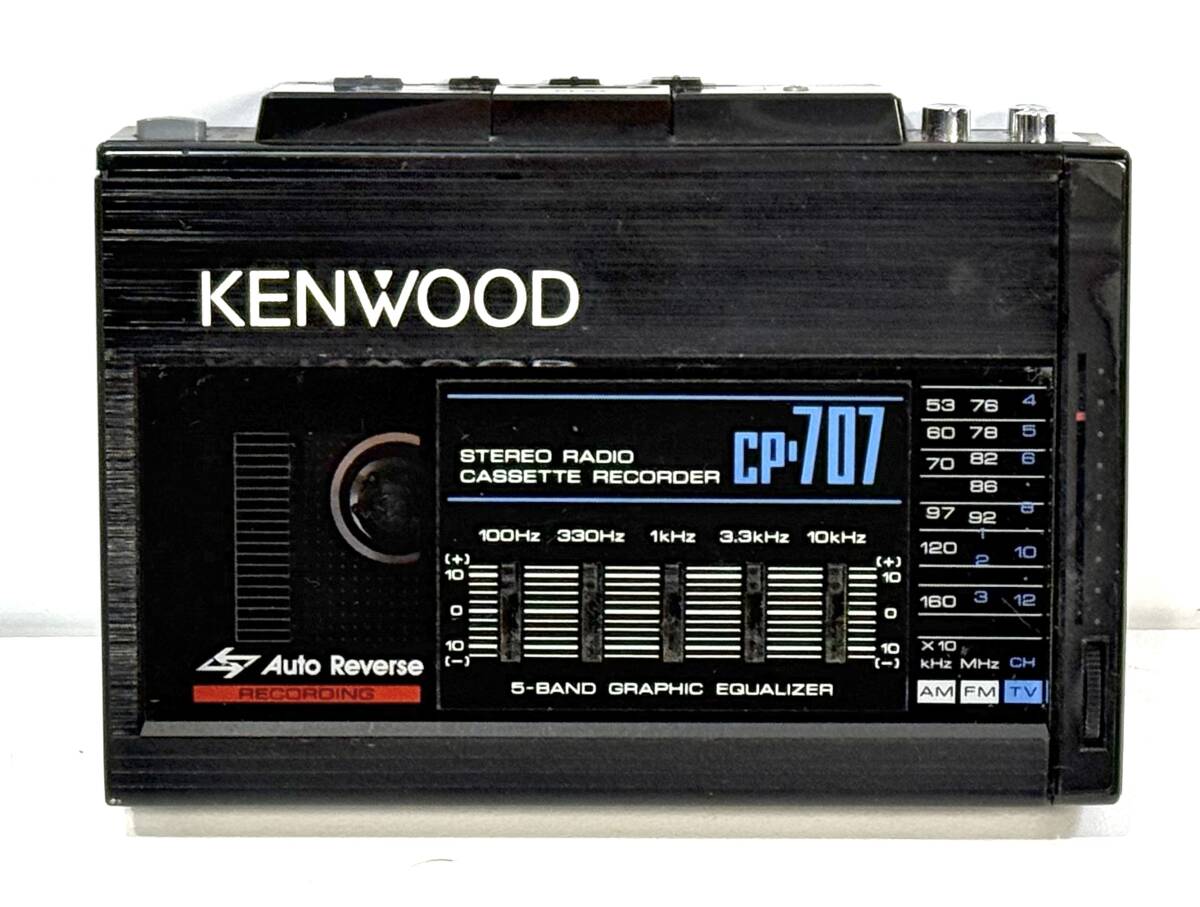 KENWOOD
STEREO RADIO
CASSETTE RECORDER
CP·707
100Hz 330Hz 1kHz 3.3kHz 10kHz
(+) (+)
10 10
0 0
10 10
(−) (−)
5-BAND GRAPHIC EQUALIZER
Auto Reverse
RECORDING
53 76 4
60 78 5
70 82 6
86
97 92 8
1
120 2 10
160 3 12
X10
kHz MHz CH
AM FM TV